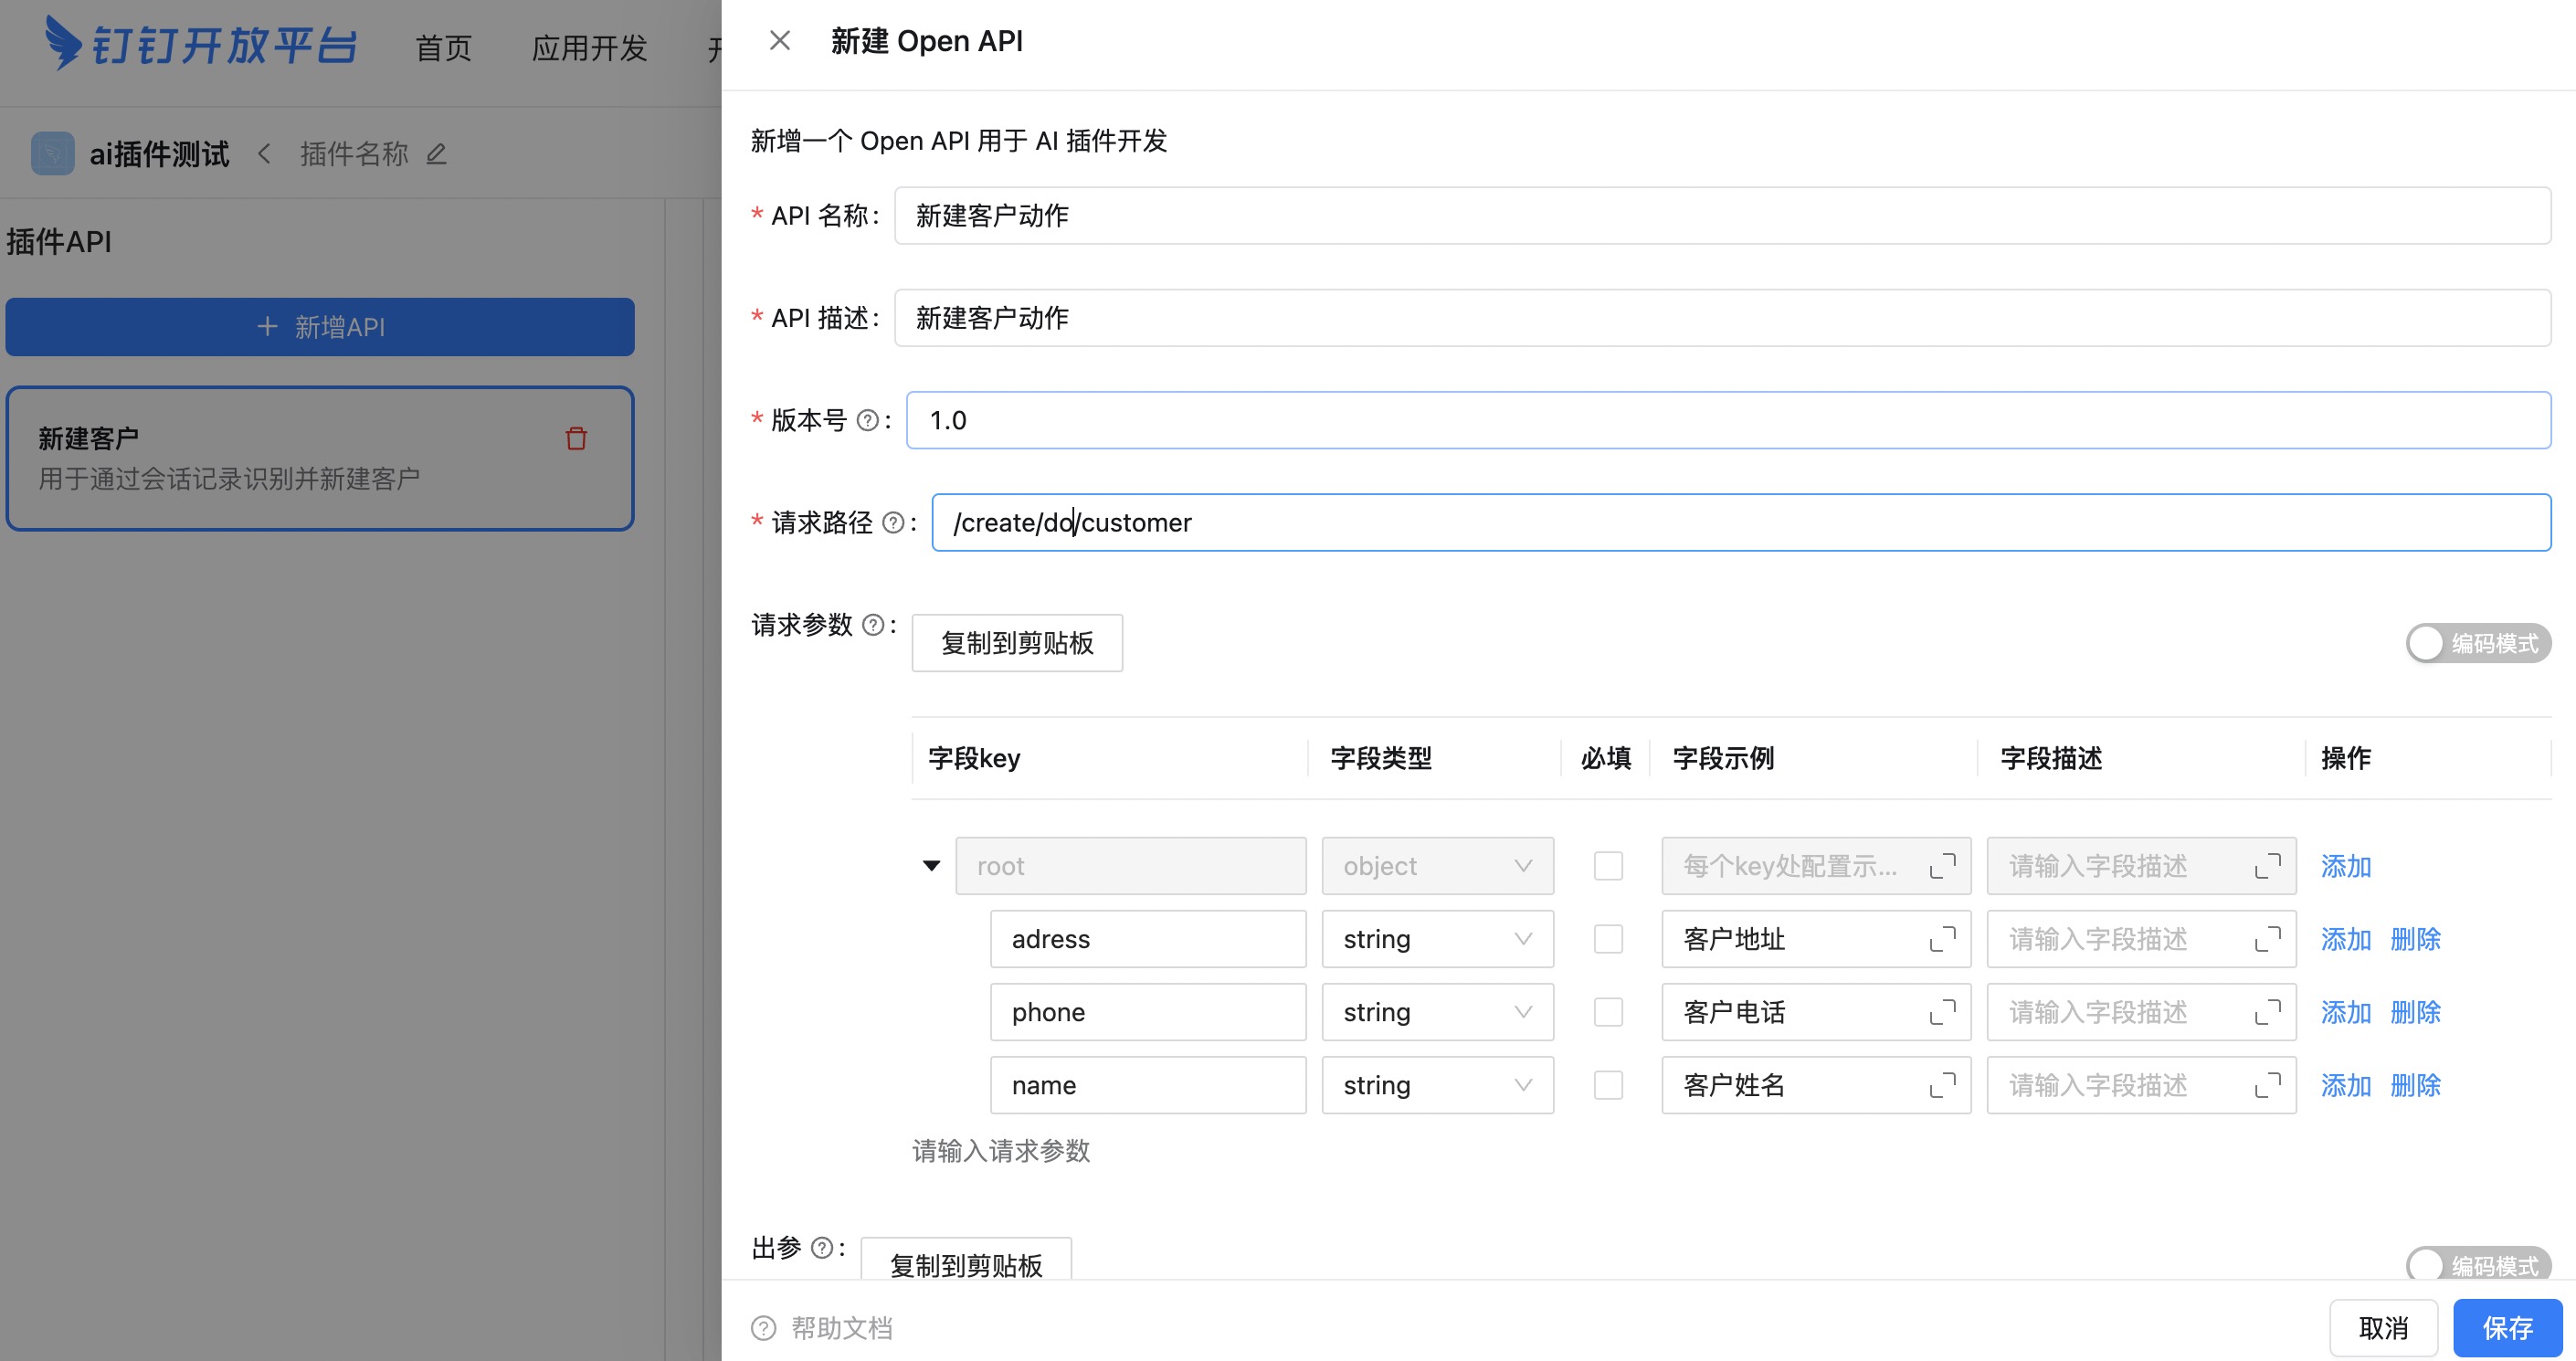 钉钉开放平台 首页 应用开发
ai插件测试 插件名称
插件API
新增API
新建客户
用于通过会话记录识别并新建客户
新建 Open API
新增一个 Open API 用于 AI 插件开发
* API 名称: 新建客户动作
* API 描述: 新建客户动作
* 版本号 ? : 1.0
* 请求路径 ? : /create/do/customer
请求参数 ? : 复制到剪贴板 编码模式
字段key 字段类型 必填 字段示例 字段描述 操作
root object 每个key处配置示... 请输入字段描述 添加
adress string 客户地址 请输入字段描述 添加 删除
phone string 客户电话 请输入字段描述 添加 删除
name string 客户姓名 请输入字段描述 添加 删除
请输入请求参数
出参 ? : 复制到剪贴板 编码模式
? 帮助文档 取消 保存